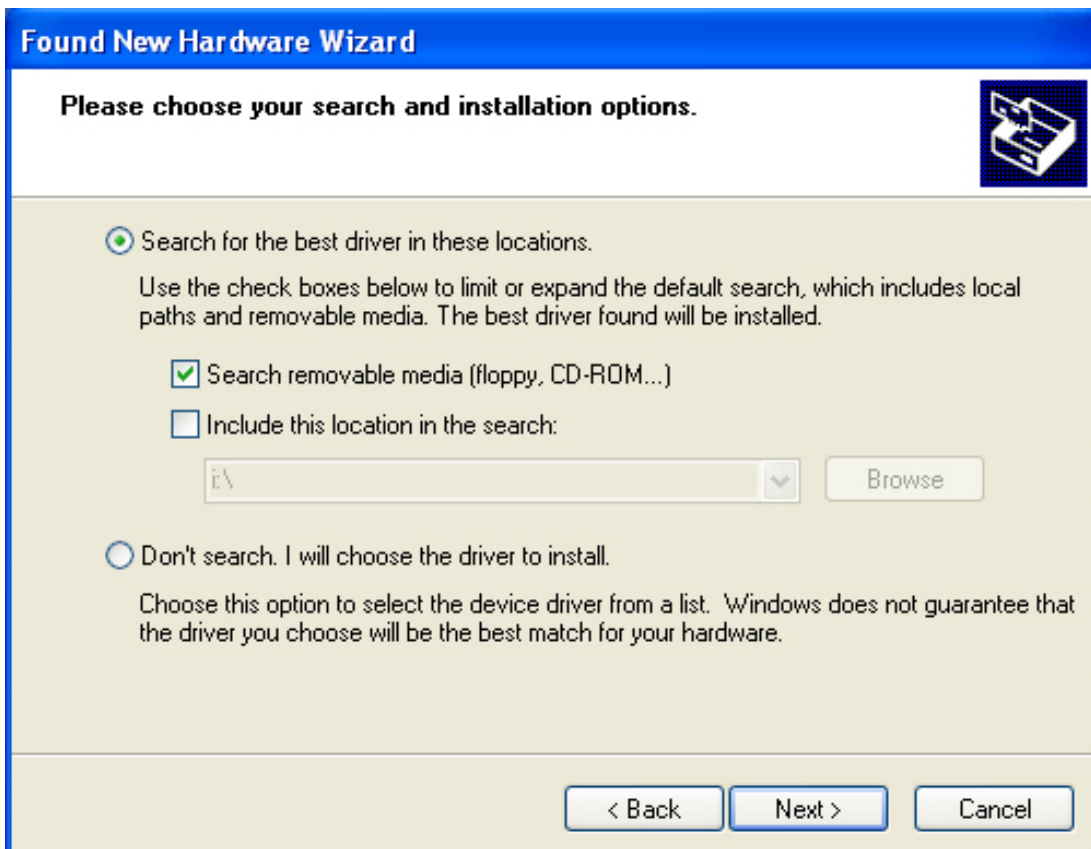 Found New Hardware Wizard
Please choose your search and installation options.
Search for the best driver in these locations.
Use the check boxes below to limit or expand the default search, which includes local
paths and removable media. The best driver found will be installed.
Search removable media (floppy, CD-ROM...)
Include this location in the search:
i:\
Browse
Don't search. I will choose the driver to install.
Choose this option to select the device driver from a list. Windows does not guarantee that
the driver you choose will be the best match for your hardware.
< Back Next > Cancel